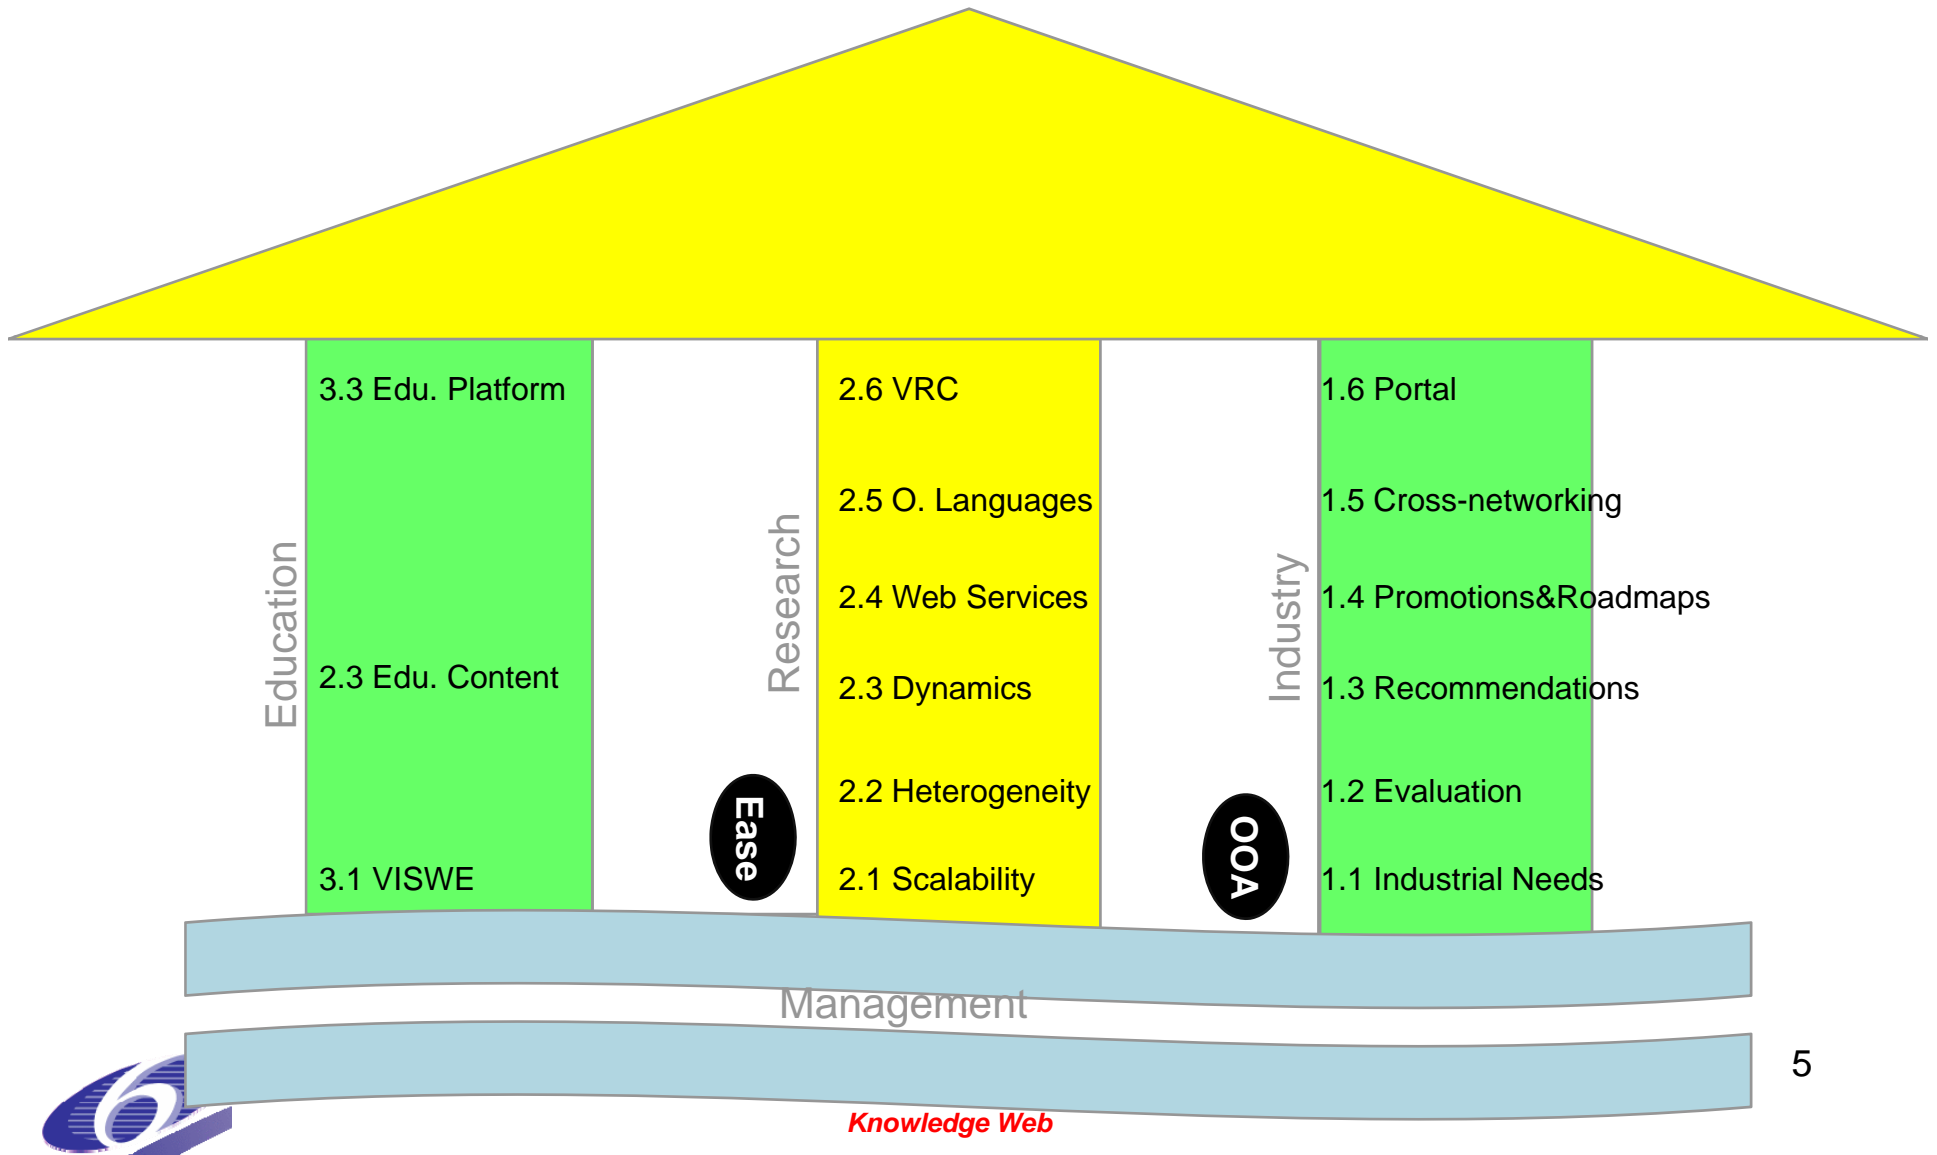 Education
3.3 Edu. Platform
2.3 Edu. Content
3.1 VISWE
Research
Ease
2.6 VRC
2.5 O. Languages
2.4 Web Services
2.3 Dynamics
2.2 Heterogeneity
2.1 Scalability
Industry
OOA
1.6 Portal
1.5 Cross-networking
1.4 Promotions&Roadmaps
1.3 Recommendations
1.2 Evaluation
1.1 Industrial Needs
Management
5
6
Knowledge Web